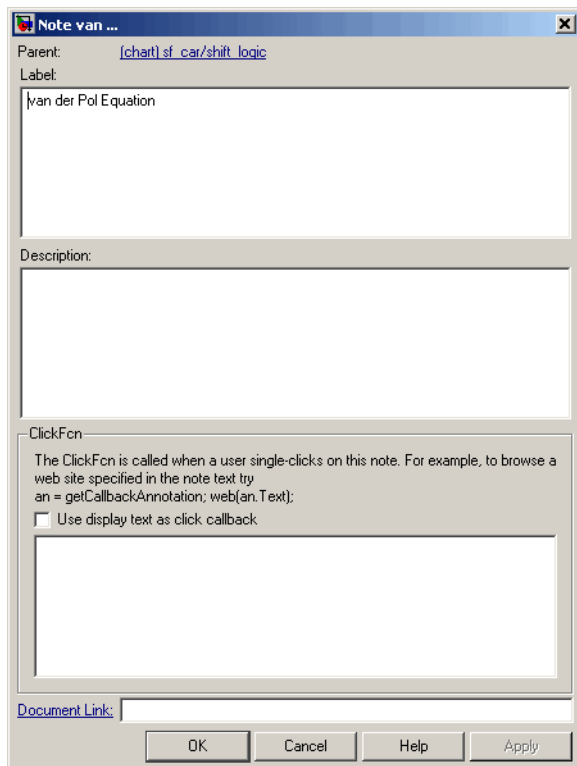 Note van ...
Parent: (chart) sf_car/shift_logic
Label:
van der Pol Equation
Description:
ClickFcn
The ClickFcn is called when a user single-clicks on this note. For example, to browse a
web site specified in the note text try
an = getCallbackAnnotation; web(an.Text);
Use display text as click callback
Document Link:
OK Cancel Help Apply